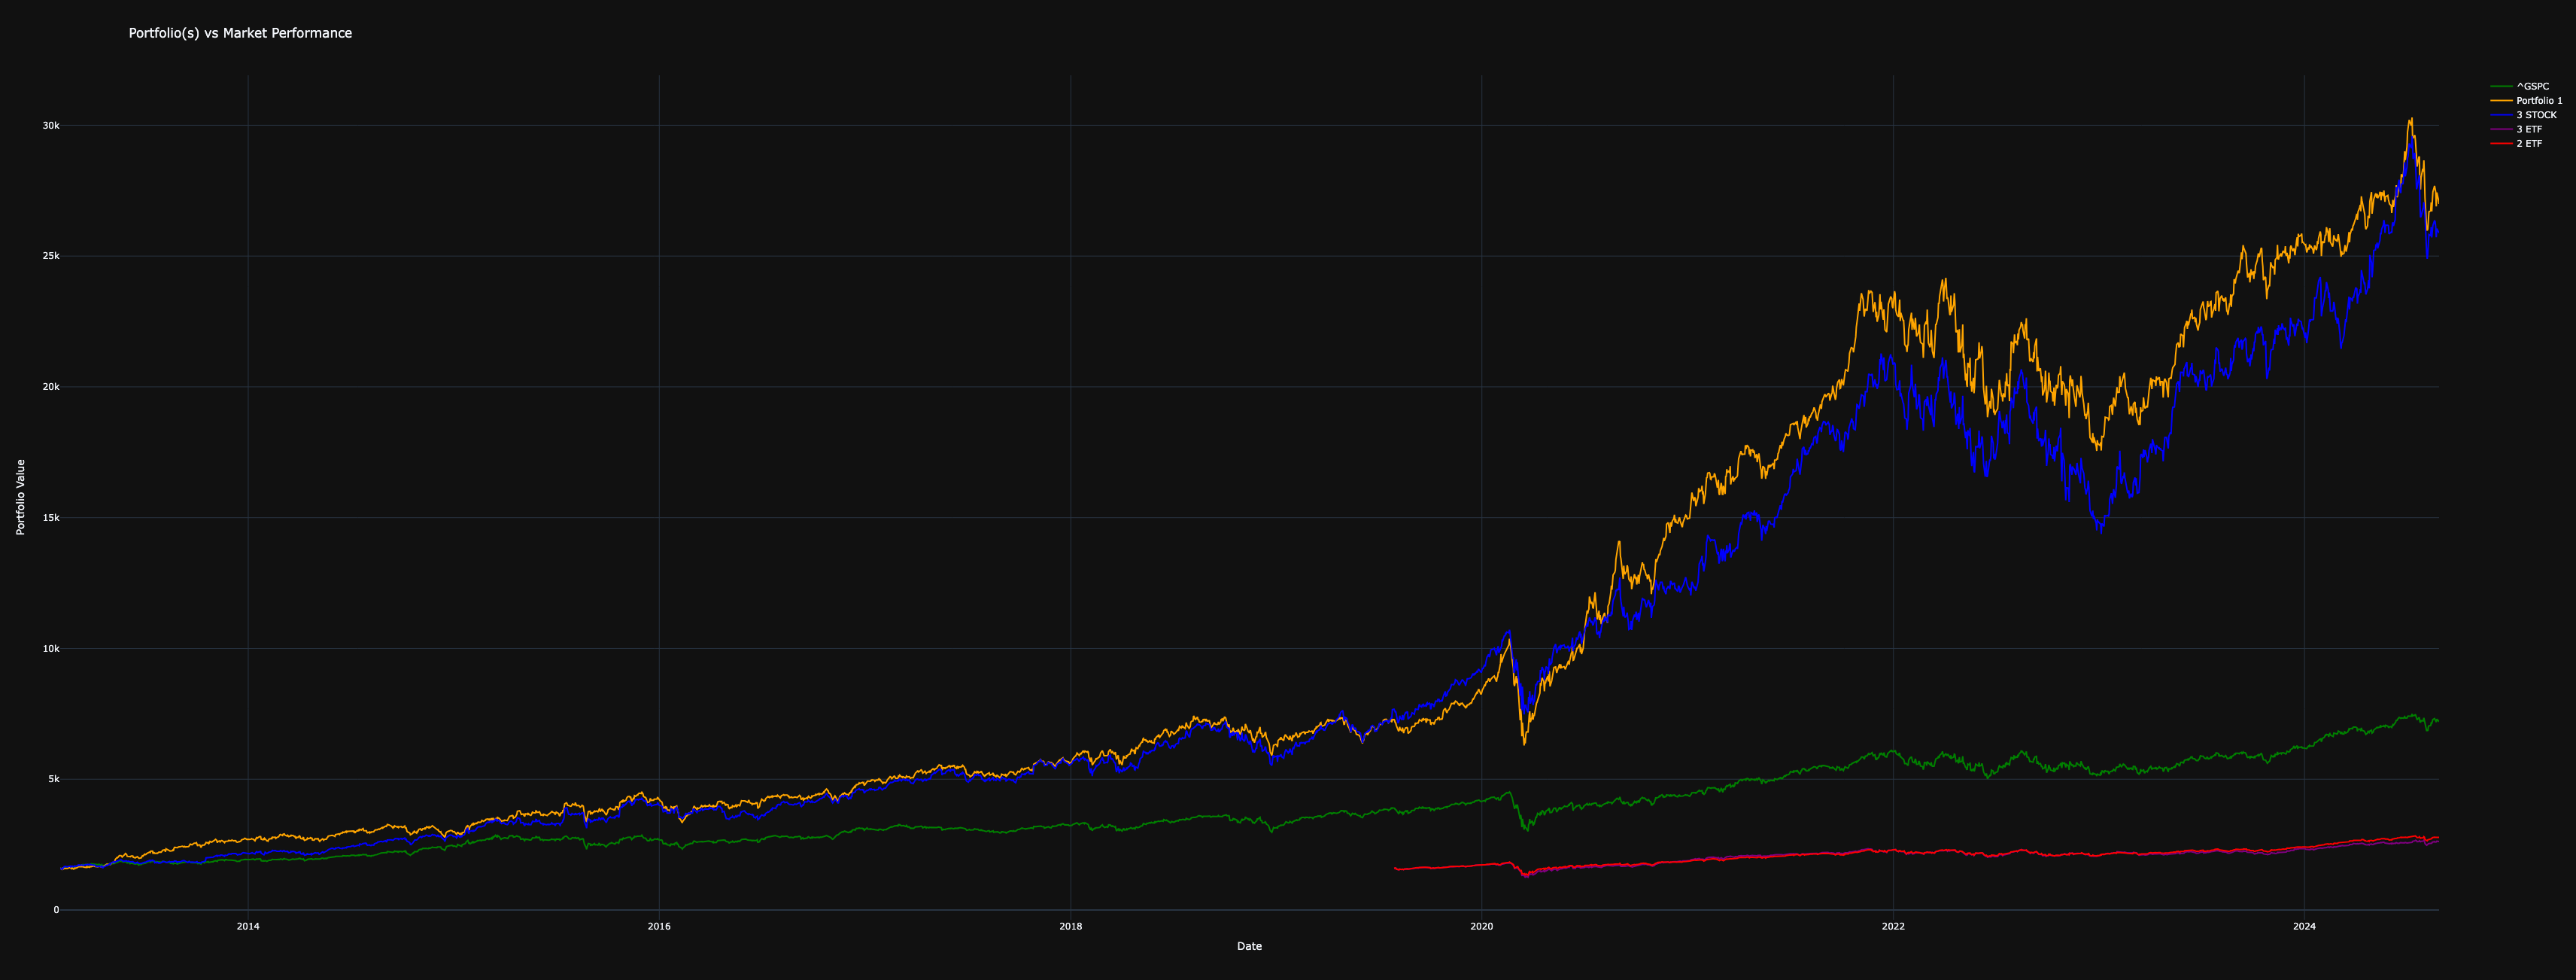 Portfolio(s) vs Market Performance
^GSPC
Portfolio 1
3 STOCK
3 ETF
2 ETF
Portfolio Value
30k
25k
20k
15k
10k
5k
0
2014
2016
2018
2020
2022
2024
Date